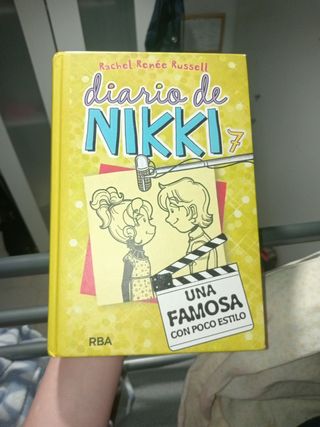 Rachel Renée Russell
diario de
NIKKI 7
UNA
FAMOSA
CON POCO ESTILO
RBA